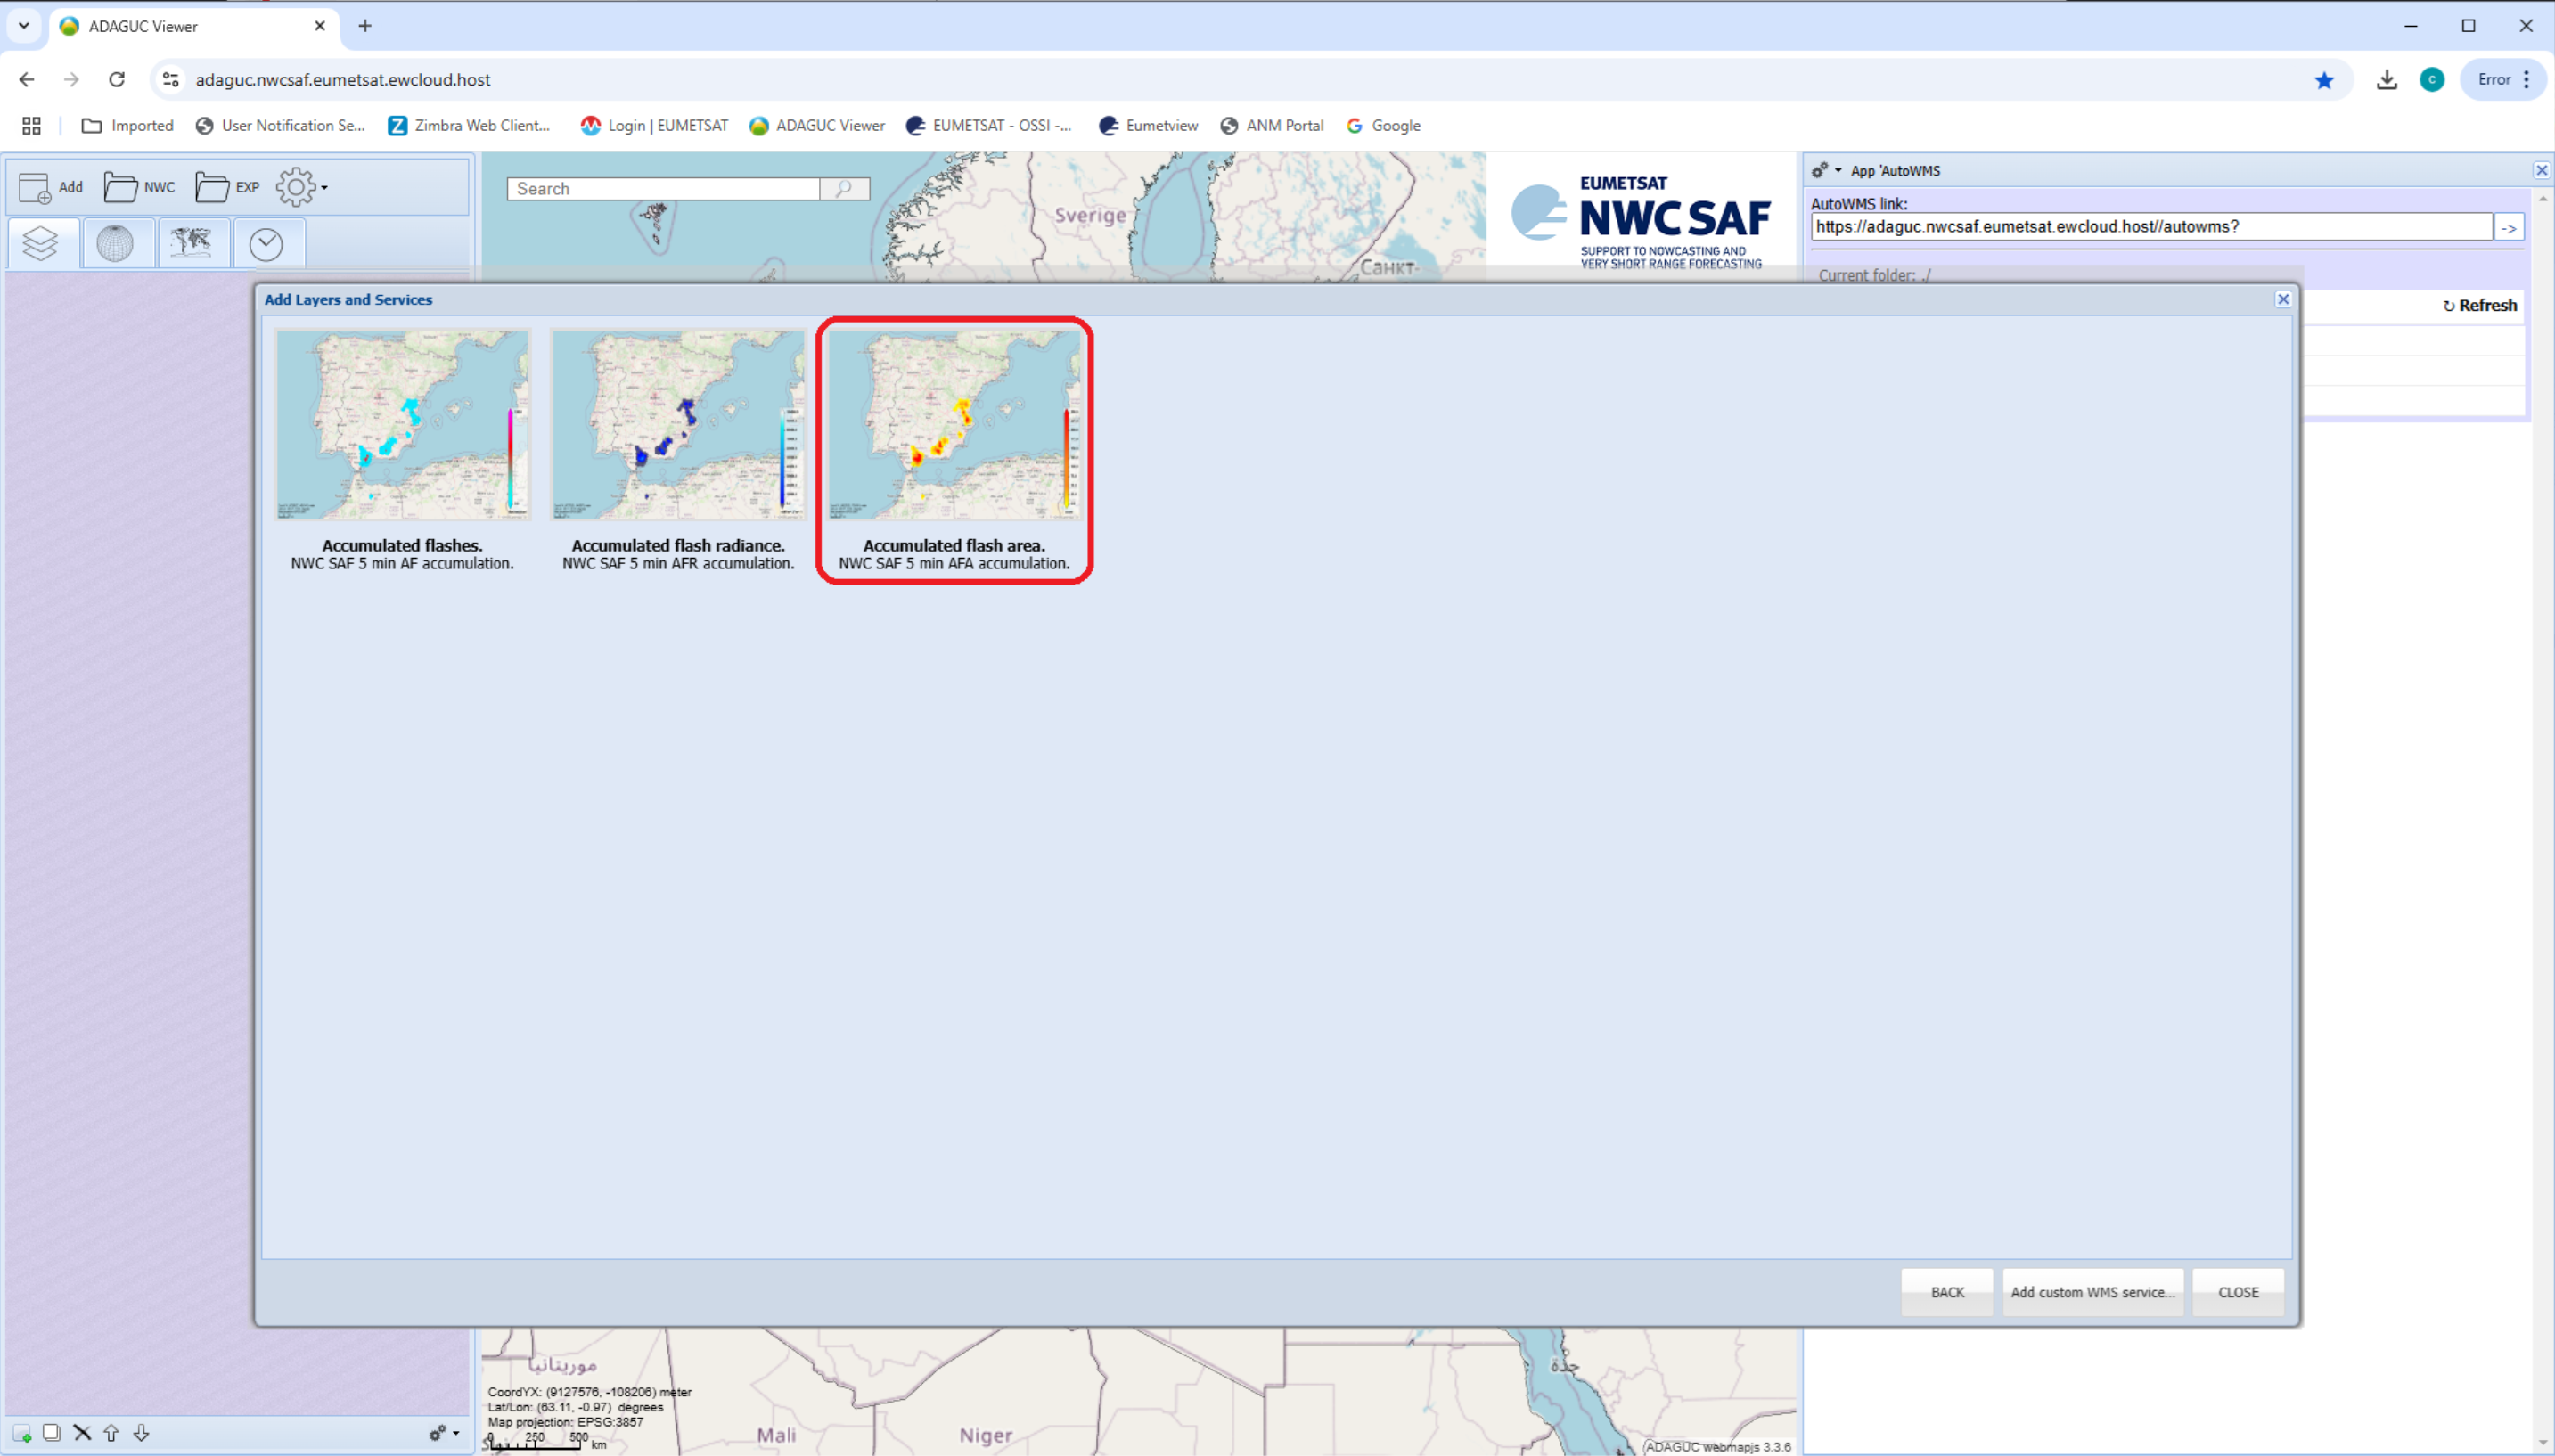 ADAGUC Viewer
adaguc.nwcsaf.eumetsat.ewcloud.host
Error
Imported
User Notification Se...
Zimbra Web Client...
Login | EUMETSAT
ADAGUC Viewer
EUMETSAT - OSSI -...
Eumetview
ANM Portal
Google
Add
NWC
EXP
Search
Sverige
Санкт-
EUMETSAT
NWC SAF
SUPPORT TO NOWCASTING AND
VERY SHORT RANGE FORECASTING
App 'AutoWMS
AutoWMS link:
https://adaguc.nwcsaf.eumetsat.ewcloud.host//autowms?
->
Current folder: ./
↻ Refresh
Add Layers and Services
Accumulated flashes.
NWC SAF 5 min AF accumulation.
Accumulated flash radiance.
NWC SAF 5 min AFR accumulation.
Accumulated flash area.
NWC SAF 5 min AFA accumulation.
BACK
Add custom WMS service...
CLOSE
موريتانيا
جدة
CoordYX: (9127576, -108206) meter
Lat/Lon: (63.11, -0.97) degrees
Map projection: EPSG:3857
0 250 500 km
Mali
Niger
ADAGUC webmapjs 3.3.6